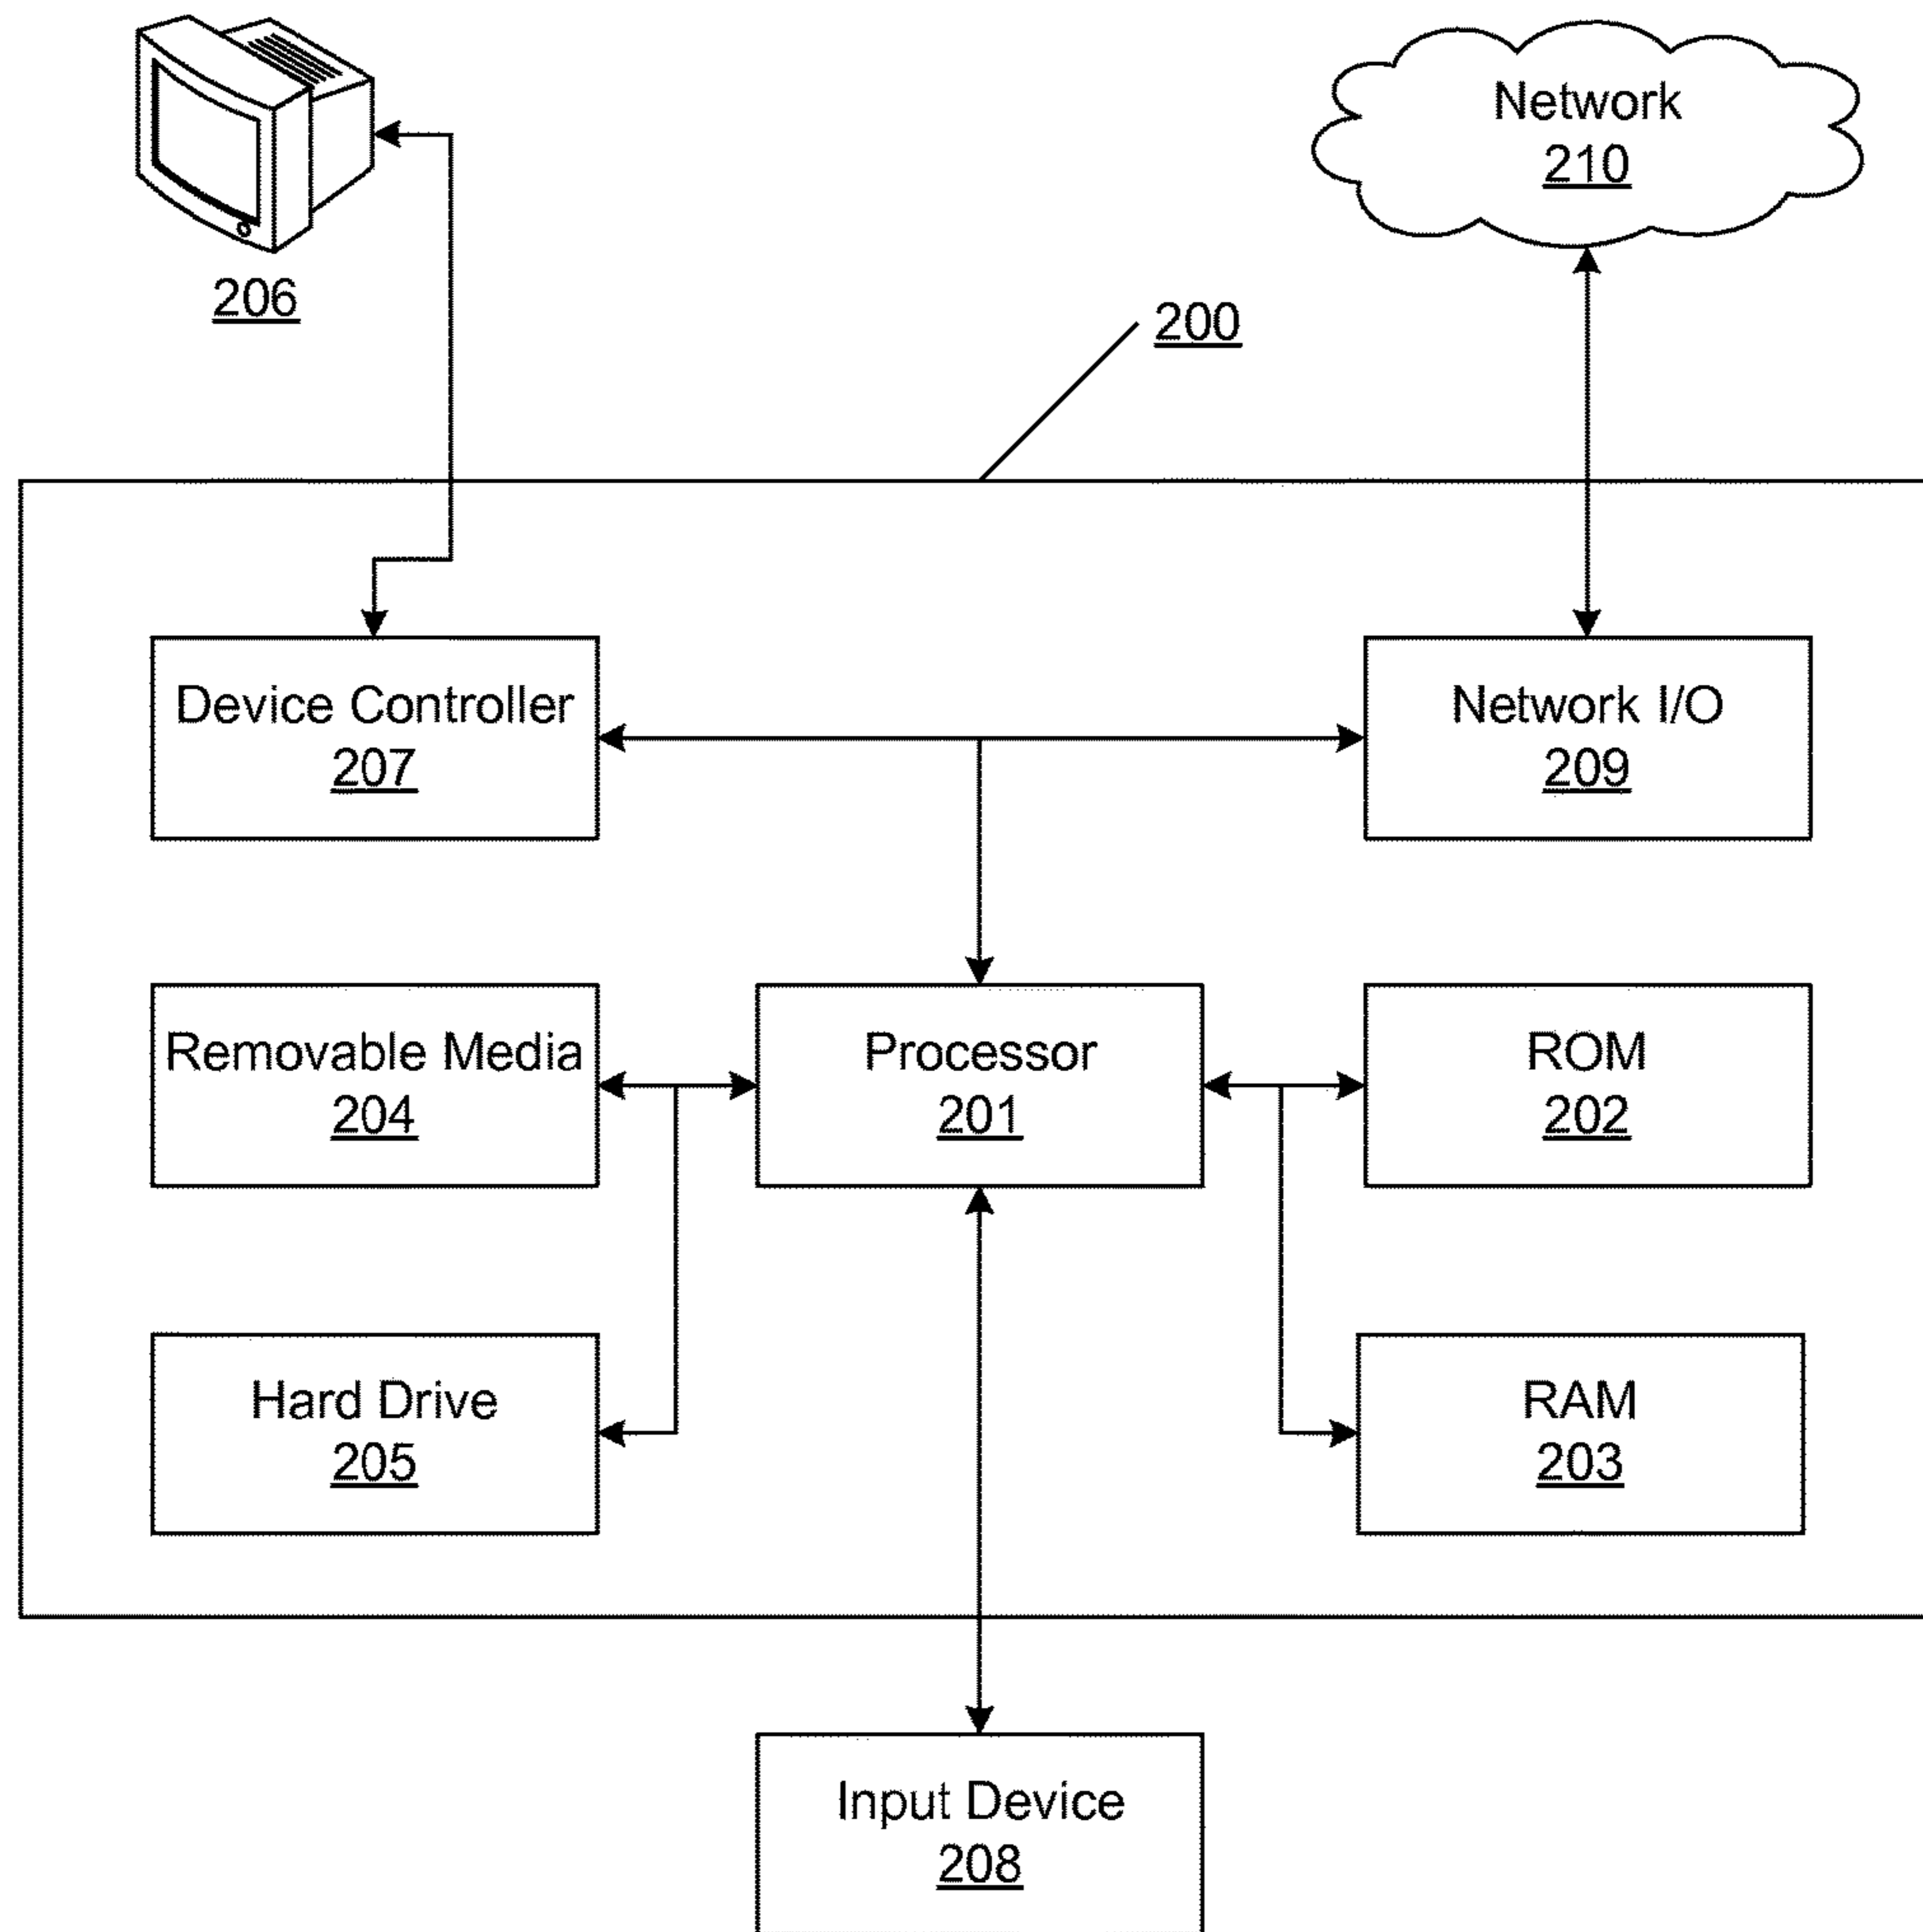 Network
210
206
200
Device Controller
207
Network I/O
209
Removable Media
204
Processor
201
ROM
202
Hard Drive
205
RAM
203
Input Device
208